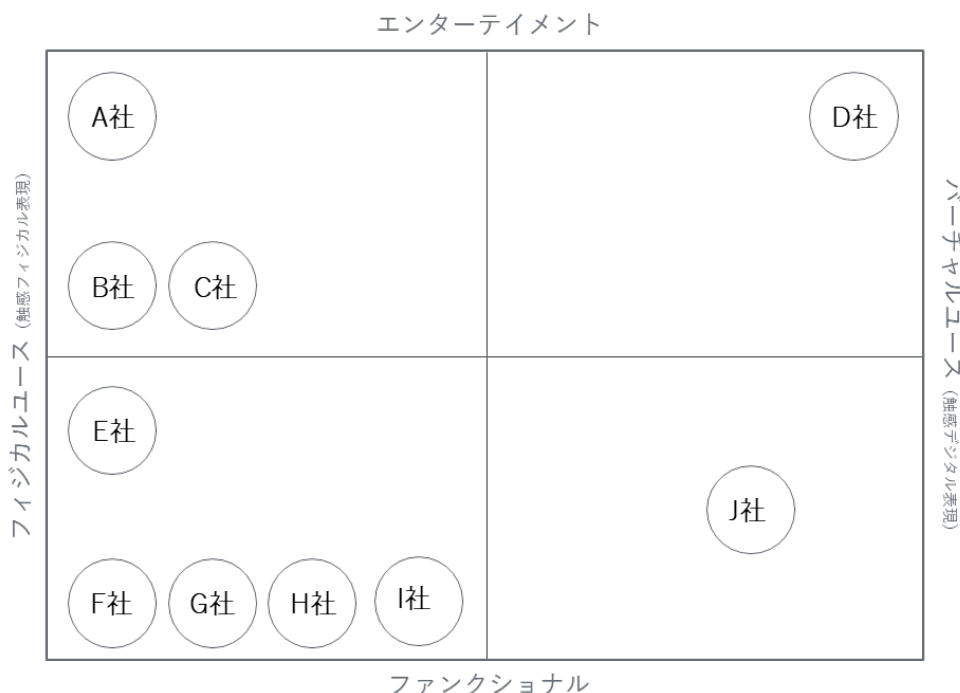 エンターテイメント
A社
D社
B社
C社
フィジカルユース（触感フィジカル表現）
バーチャルユース（触感デジタル表現）
E社
J社
F社
G社
H社
I社
ファンクショナル